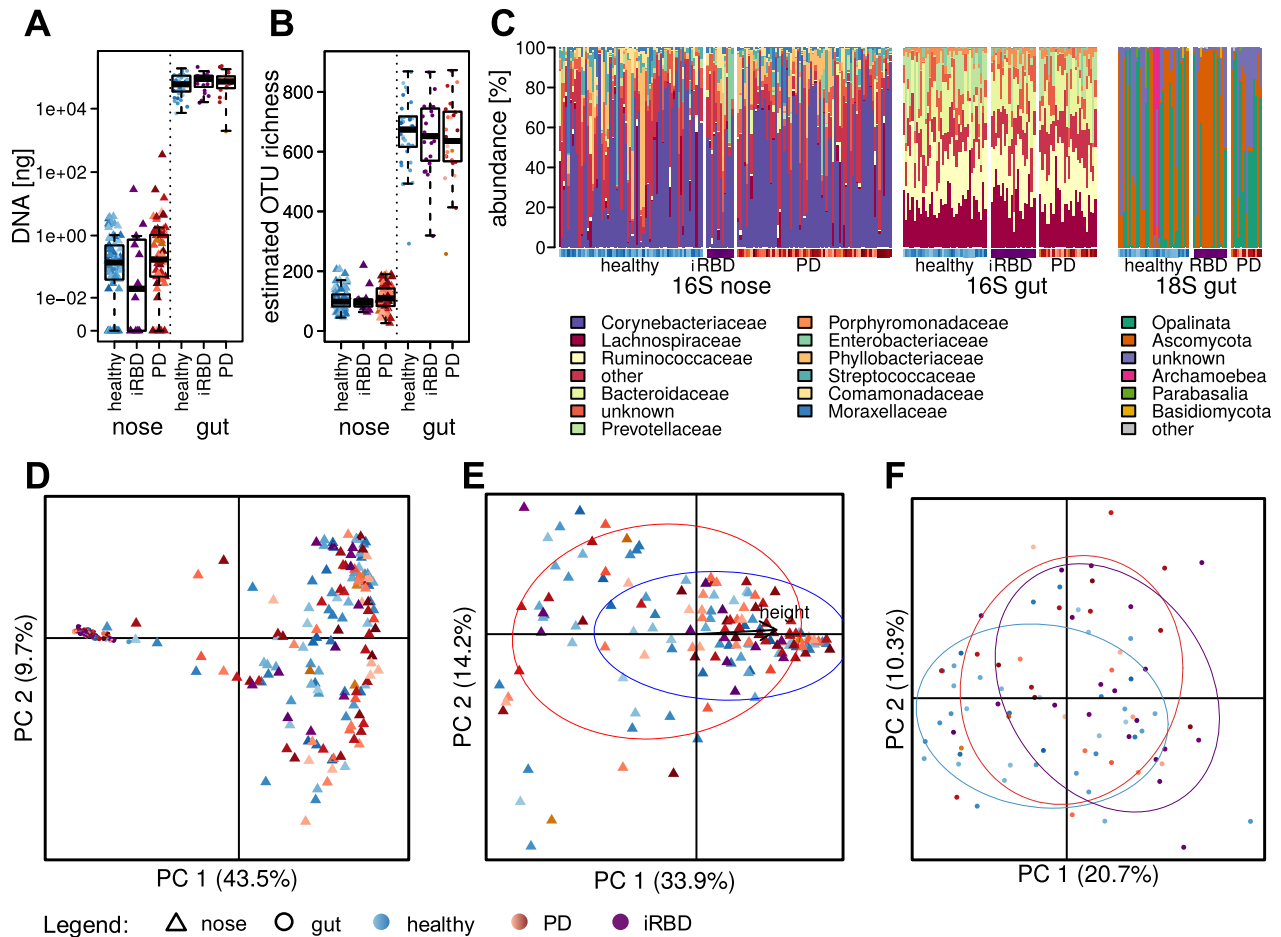 A
B
C
DNA [ng]
1e+04
1e+02
1e+00
1e−02
0
healthy
iRBD
PD
healthy
iRBD
PD
nose
gut
estimated OTU richness
800
600
400
200
0
healthy
iRBD
PD
healthy
iRBD
PD
nose
gut
abundance [%]
100
80
60
40
20
0
healthy
iRBD
PD
16S nose
healthy
iRBD
PD
16S gut
healthy
RBD
PD
18S gut
Corynebacteriaceae
Lachnospiraceae
Ruminococcaceae
other
Bacteroidaceae
unknown
Prevotellaceae
Porphyromonadaceae
Enterobacteriaceae
Phyllobacteriaceae
Streptococcaceae
Comamonadaceae
Moraxellaceae
Opalinata
Ascomycota
unknown
Archamoebea
Parabasalia
Basidiomycota
other
D
PC 2 (9.7%)
PC 1 (43.5%)
E
PC 2 (14.2%)
height
PC 1 (33.9%)
F
PC 2 (10.3%)
PC 1 (20.7%)
Legend: nose gut healthy PD iRBD